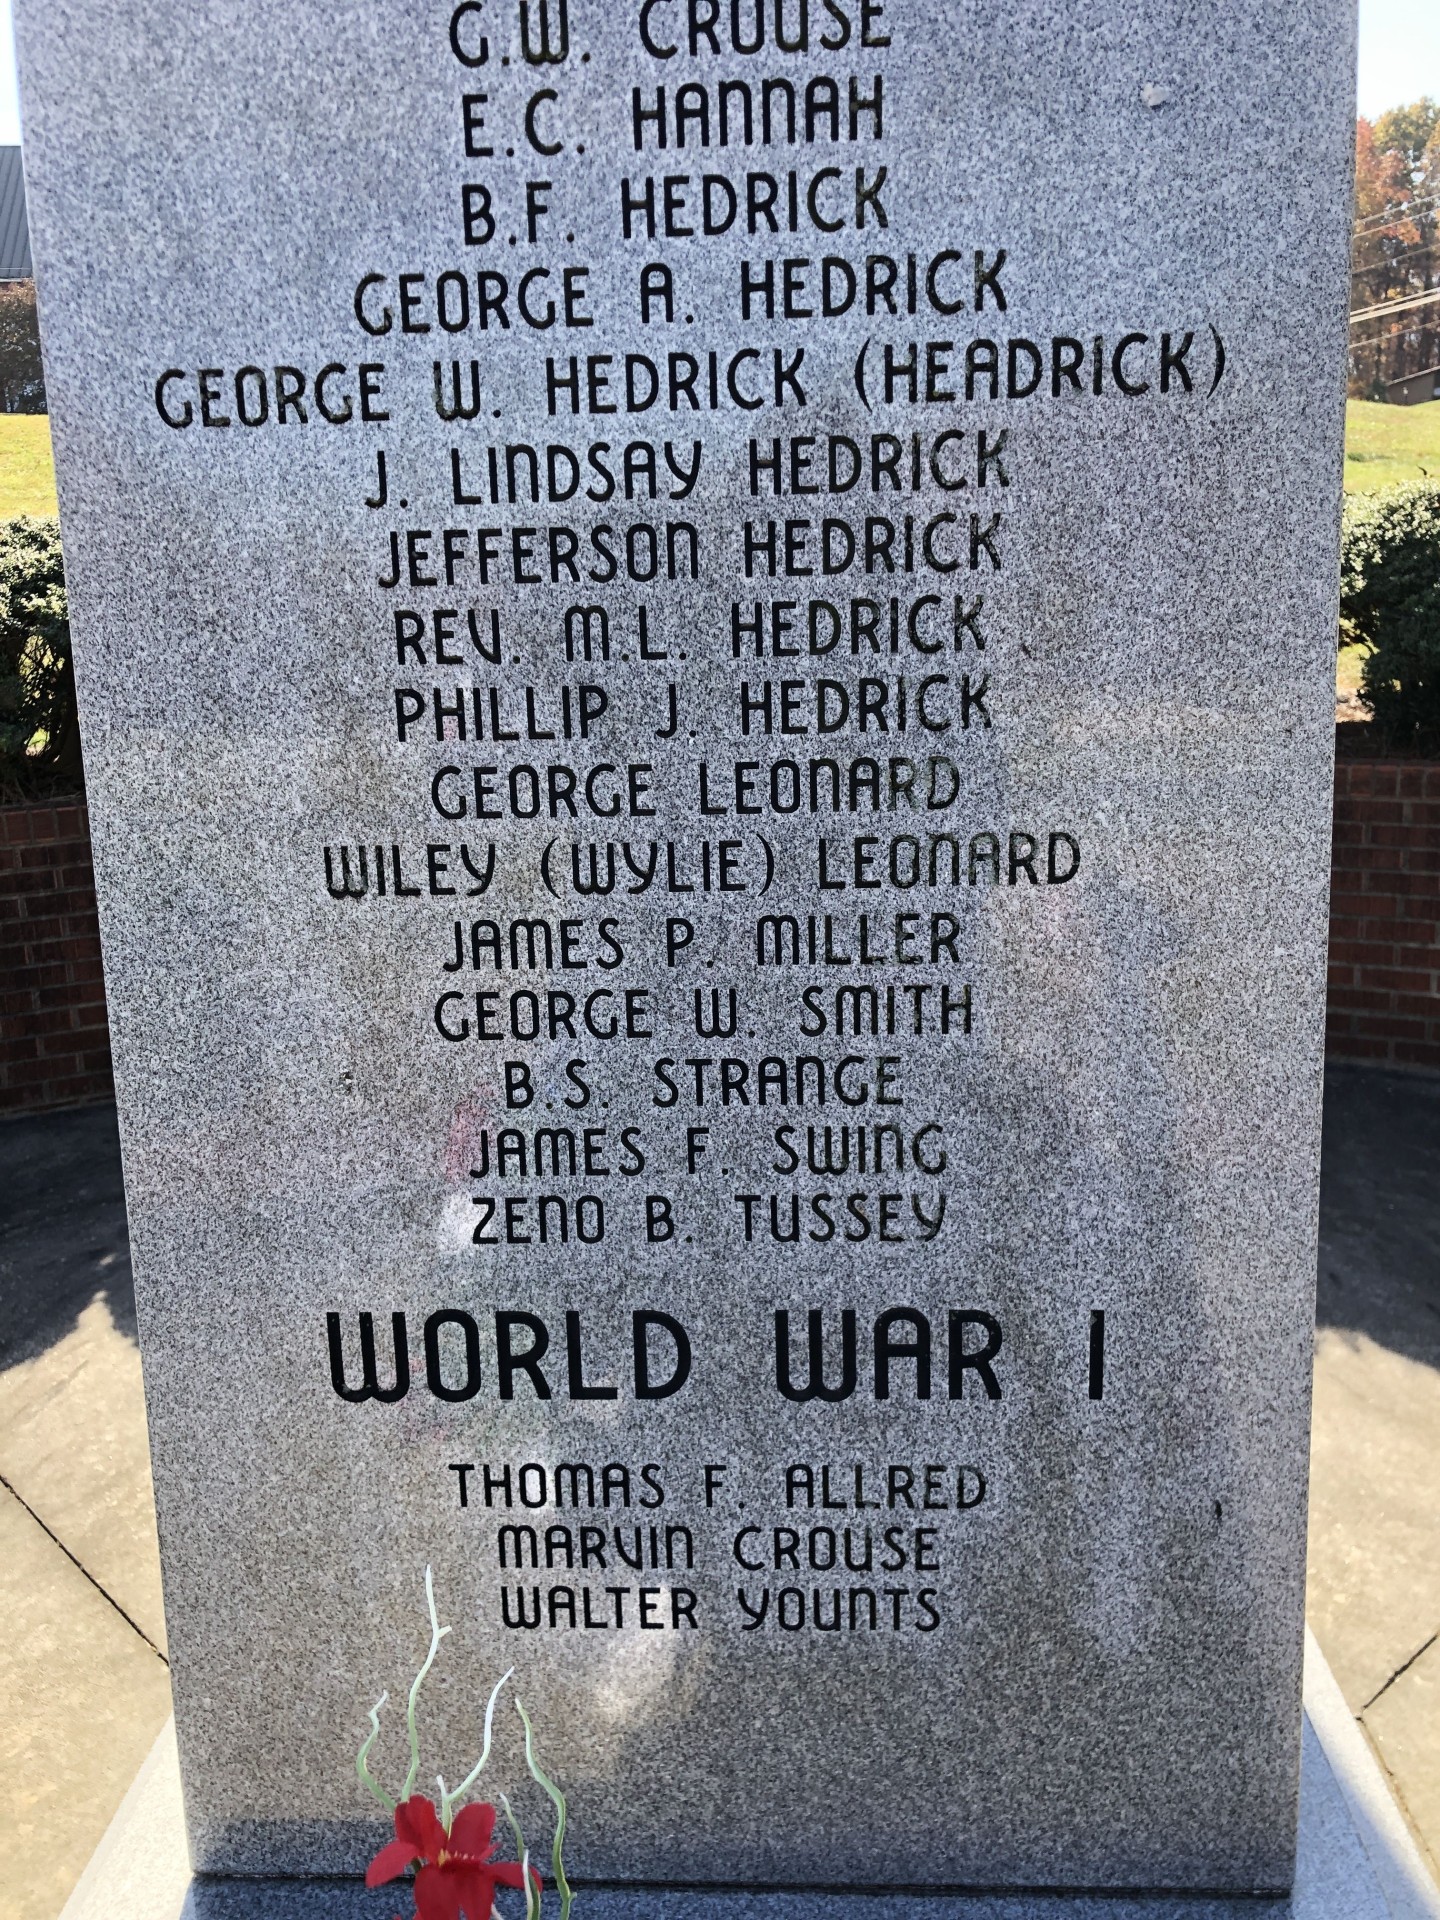 G.W. CROUSE
E.C. HANNAH
B.F. HEDRICK
GEORGE A. HEDRICK
GEORGE W. HEDRICK (HEADRICK)
J. LINDSAY HEDRICK
JEFFERSON HEDRICK
REV. M.L. HEDRICK
PHILLIP J. HEDRICK
GEORGE LEONARD
WILEY (WYLIE) LEONARD
JAMES P. MILLER
GEORGE W. SMITH
B.S. STRANGE
JAMES F. SWING
ZENO B. TUSSEY
WORLD WAR I
THOMAS F. ALLRED
MARVIN CROUSE
WALTER YOUNTS